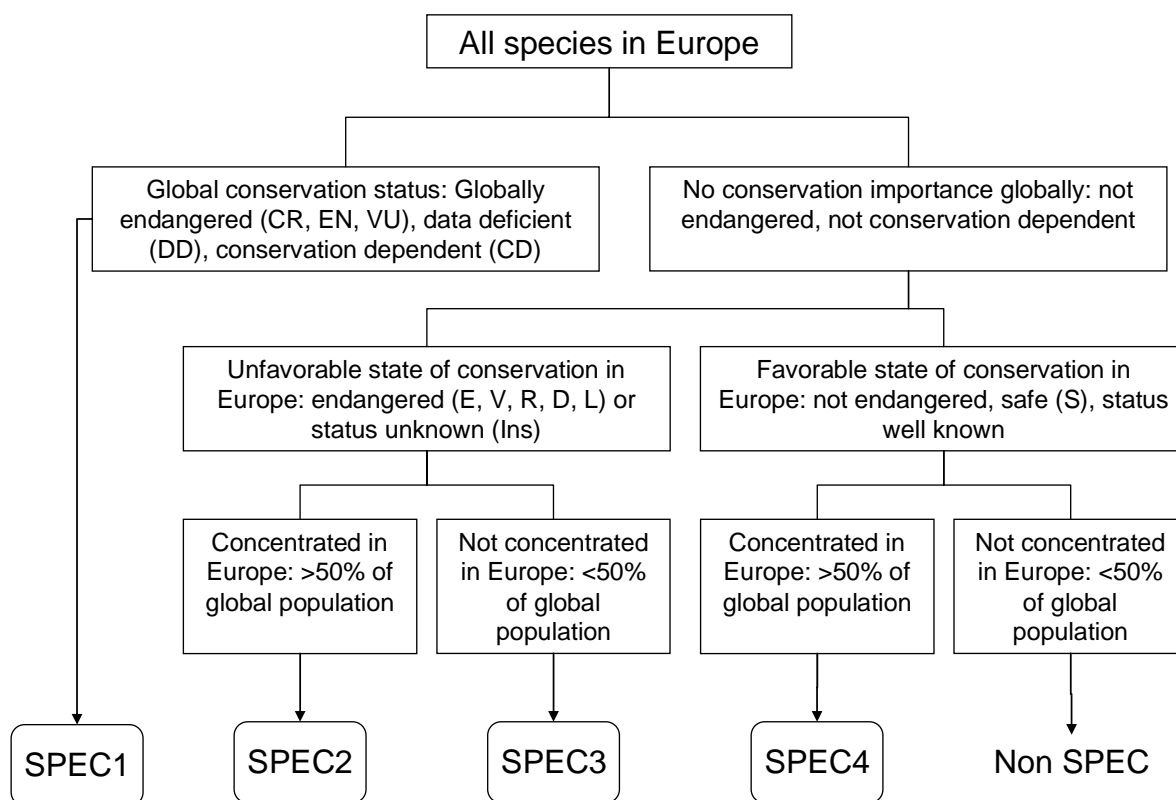 All species in Europe
Global conservation status: Globally
endangered (CR, EN, VU), data deficient
(DD), conservation dependent (CD)
No conservation importance globally: not
endangered, not conservation dependent
Unfavorable state of conservation in
Europe: endangered (E, V, R, D, L) or
status unknown (Ins)
Favorable state of conservation in
Europe: not endangered, safe (S), status
well known
Concentrated in
Europe: >50% of
global population
Not concentrated
in Europe: <50%
of global
population
Concentrated in
Europe: >50% of
global population
Not concentrated
in Europe: <50%
of global
population
SPEC1
SPEC2
SPEC3
SPEC4
Non SPEC